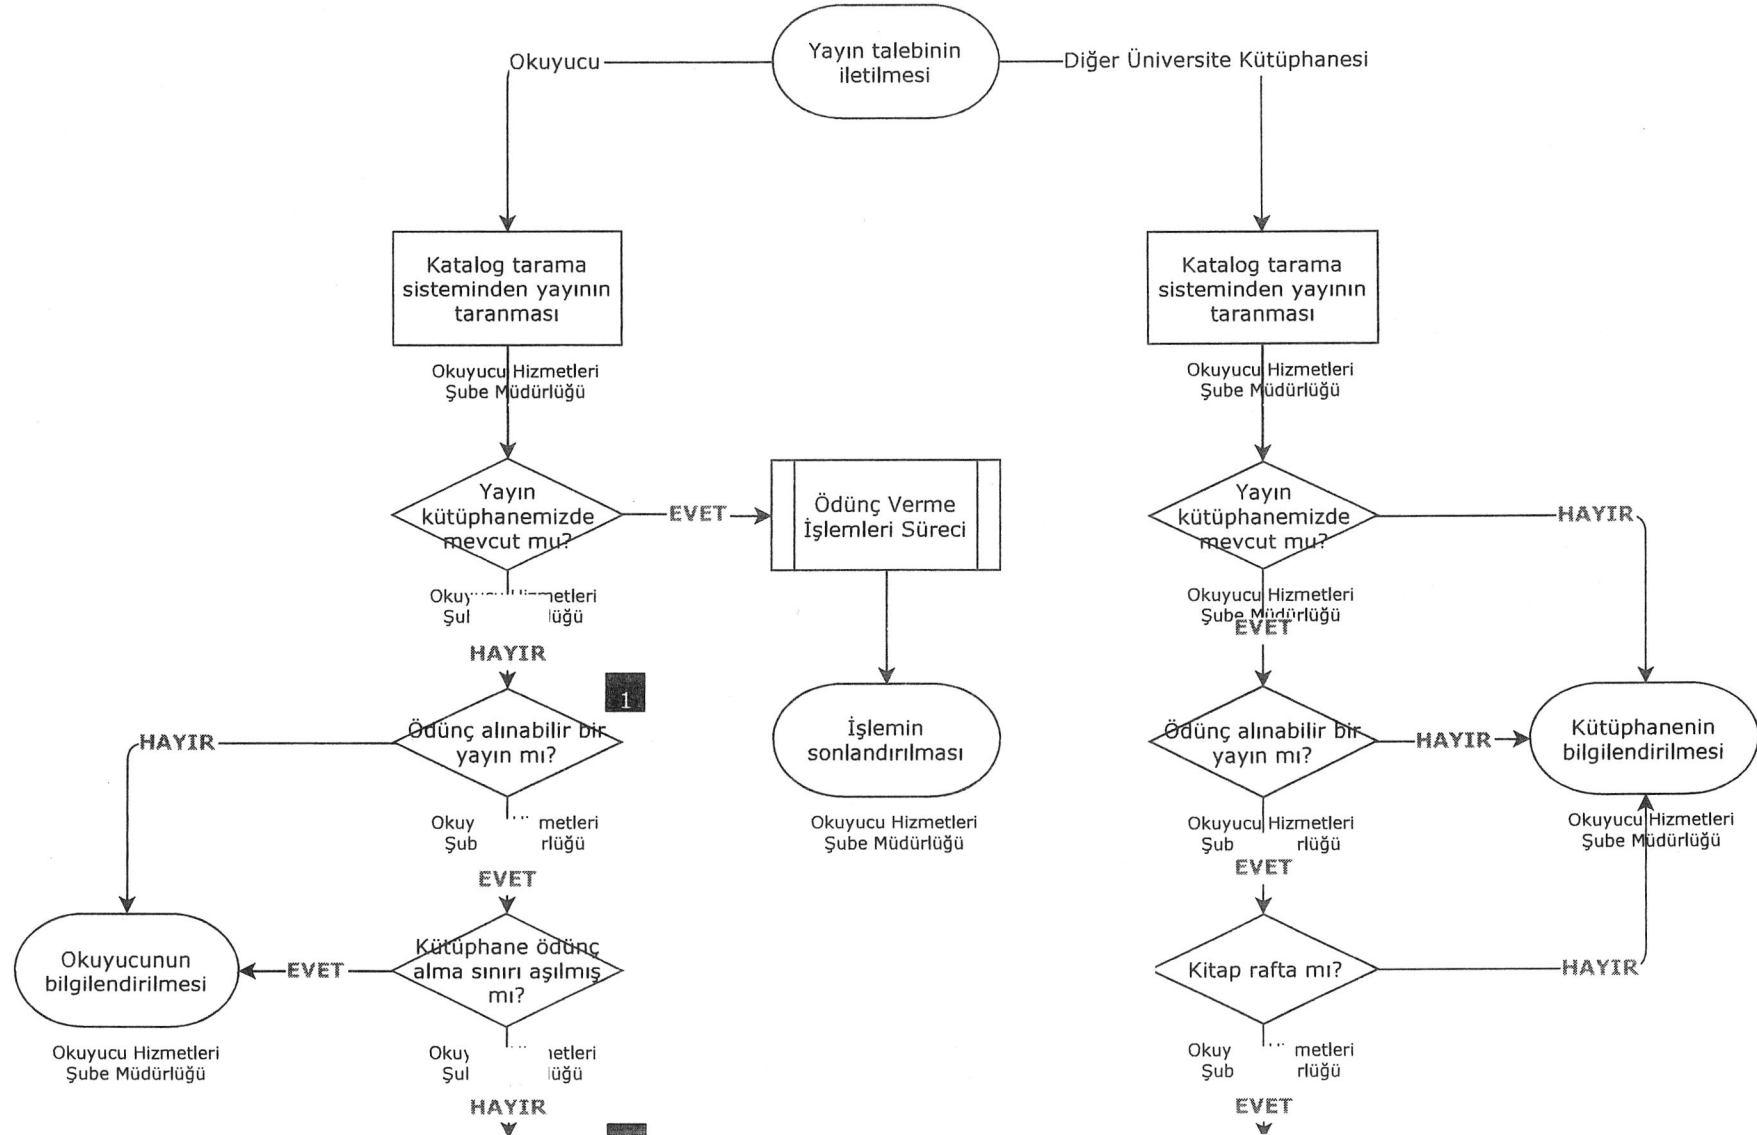 Yayın talebinin
iletilmesi
Okuyucu
Diğer Üniversite Kütüphanesi
Katalog tarama
sisteminden yayının
taranması
Okuyucu Hizmetleri
Şube Müdürlüğü
Katalog tarama
sisteminden yayının
taranması
Okuyucu Hizmetleri
Şube Müdürlüğü
Yayın
kütüphanemizde
mevcut mu?
EVET
Ödünç Verme
İşlemleri Süreci
Yayın
kütüphanemizde
mevcut mu?
HAYIR
Okuyucu Hizmetleri
Şube Müdürlüğü
EVET
HAYIR
1
Ödünç alınabilir bir
yayın mı?
HAYIR
İşlemin
sonlandırılması
Okuyucu Hizmetleri
Şube Müdürlüğü
Ödünç alınabilir bir
yayın mı?
HAYIR
Kütüphanenin
bilgilendirilmesi
Okuyucu Hizmetleri
Şube Müdürlüğü
Okuyucu Hizmetleri
EVET
EVET
Kütüphane ödünç
alma sınırı aşılmış
mı?
EVET
Okuyucunun
bilgilendirilmesi
Okuyucu Hizmetleri
Şube Müdürlüğü
Kitap rafta mı?
HAYIR
HAYIR
EVET